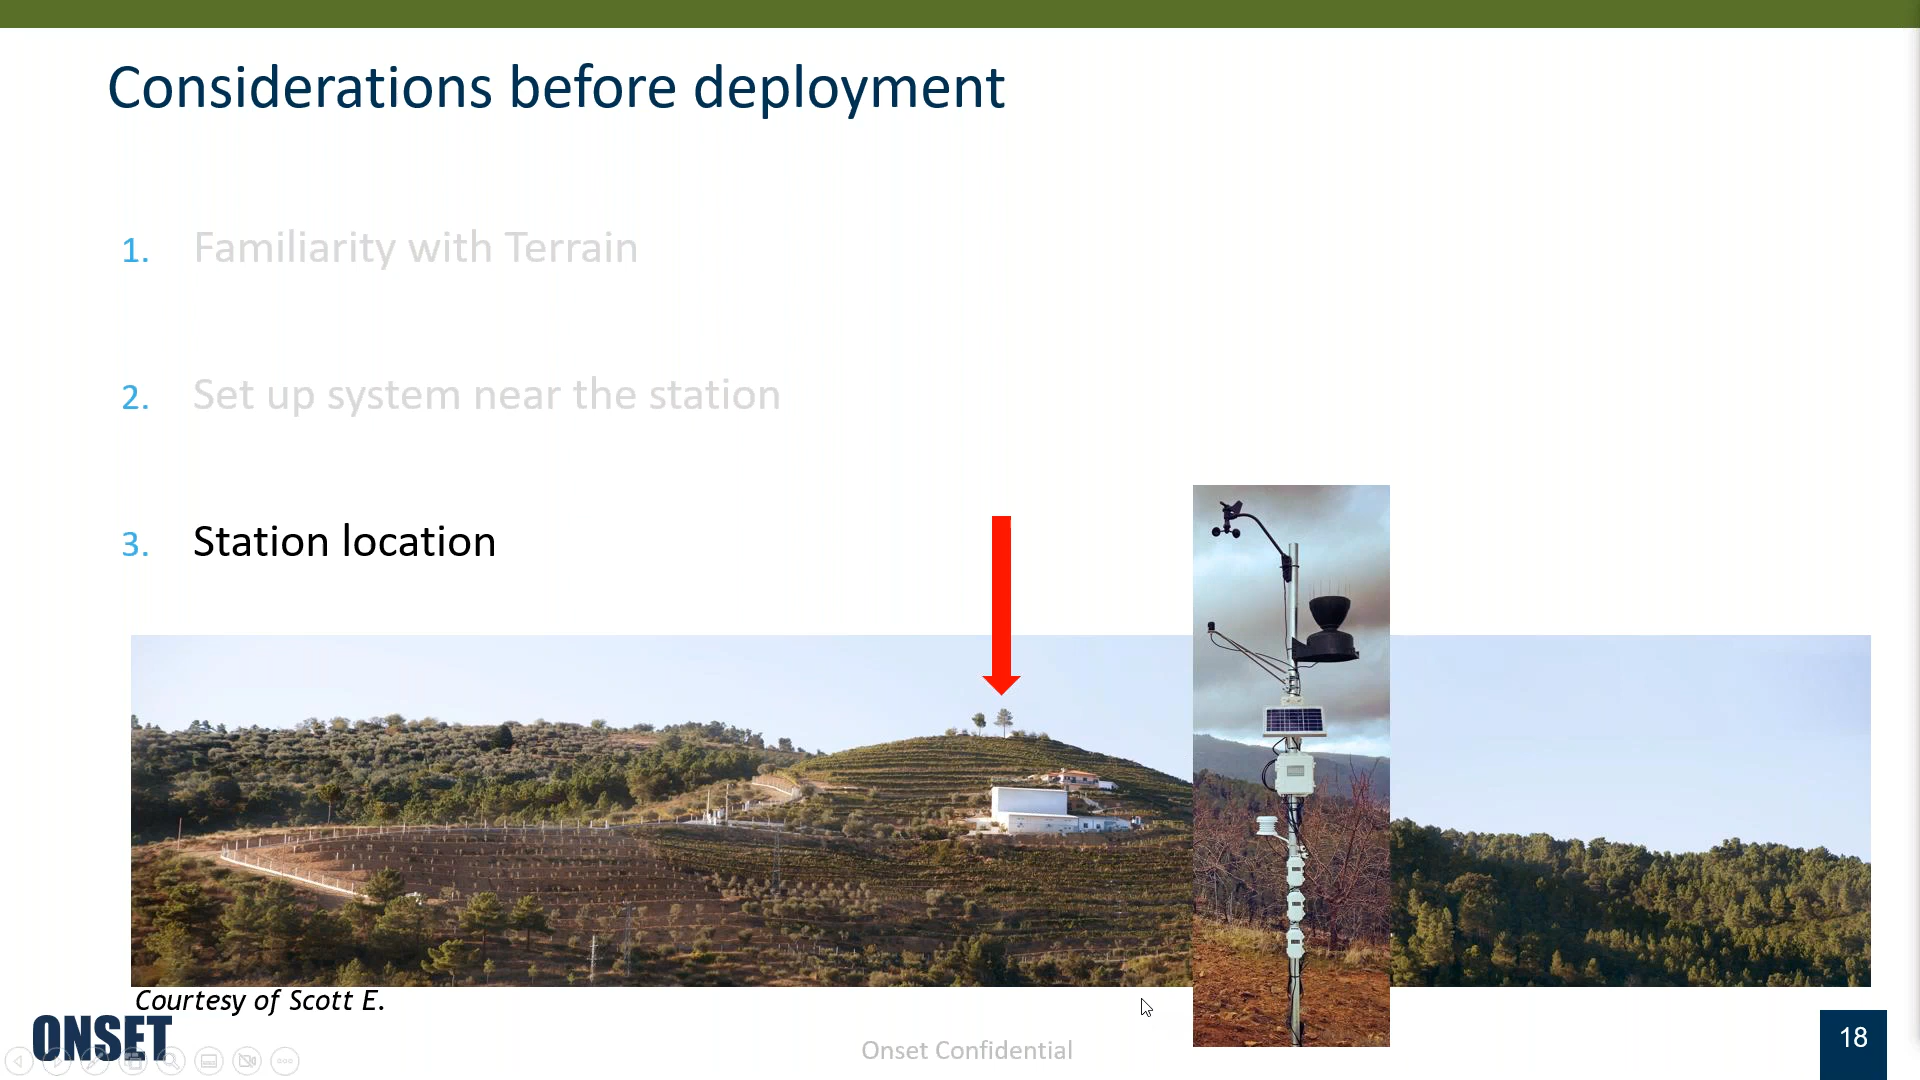 Considerations before deployment
1. Familiarity with Terrain
2. Set up system near the station
3. Station location
Courtesy of Scott E.
ONSET
Onset Confidential
18